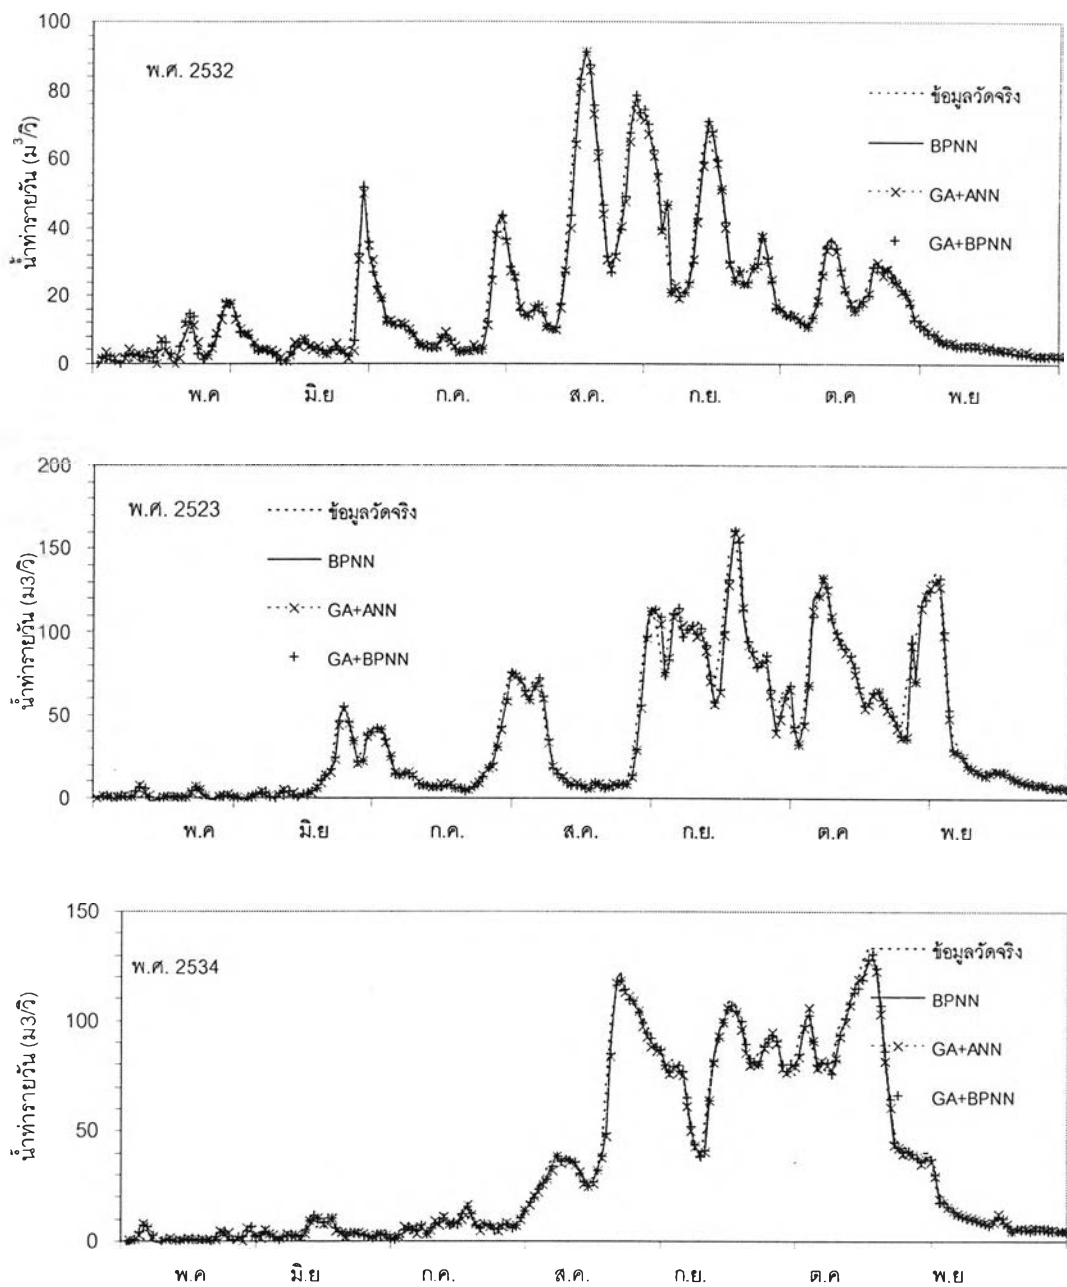 100
พ.ศ. 2532
80
60
40
20
0
น้ำท่ารายวัน (ม³/วิ)
ข้อมูลวัดจริง
BPNN
GA+ANN
GA+BPNN
พ.ค มิ.ย ก.ค. ส.ค. ก.ย. ต.ค พ.ย
200
พ.ศ. 2523
150
100
50
0
น้ำท่ารายวัน (ม3/วิ)
ข้อมูลวัดจริง
BPNN
GA+ANN
GA+BPNN
พ.ค มิ.ย ก.ค. ส.ค. ก.ย. ต.ค พ.ย
150
พ.ศ. 2534
100
50
0
น้ำท่ารายวัน (ม3/วิ)
ข้อมูลวัดจริง
BPNN
GA+ANN
GA+BPNN
พ.ค มิ.ย ก.ค. ส.ค. ก.ย. ต.ค พ.ย